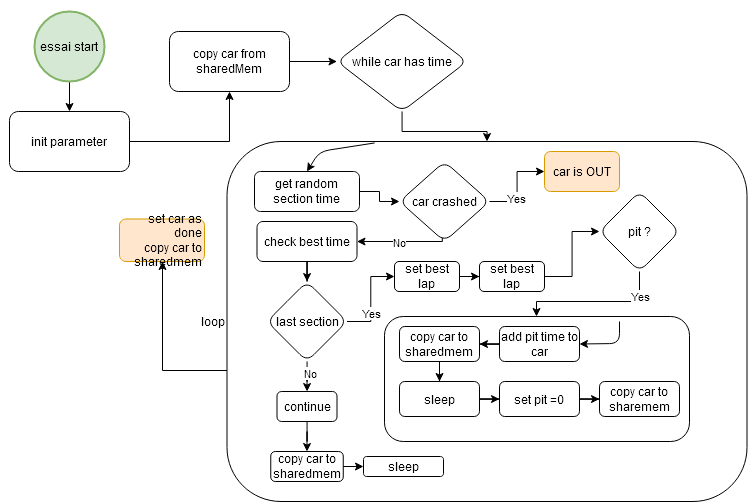 essai start
copy car from
sharedMem
while car has time
init parameter
get random
section time
car crashed
Yes
car is OUT
set car as
done
copy car to
sharedmem
check best time
No
pit ?
set best
lap
set best
lap
loop
last section
Yes
Yes
copy car to
sharedmem
add pit time to
car
No
continue
sleep
set pit =0
copy car to
sharemem
copy car to
sharedmem
sleep